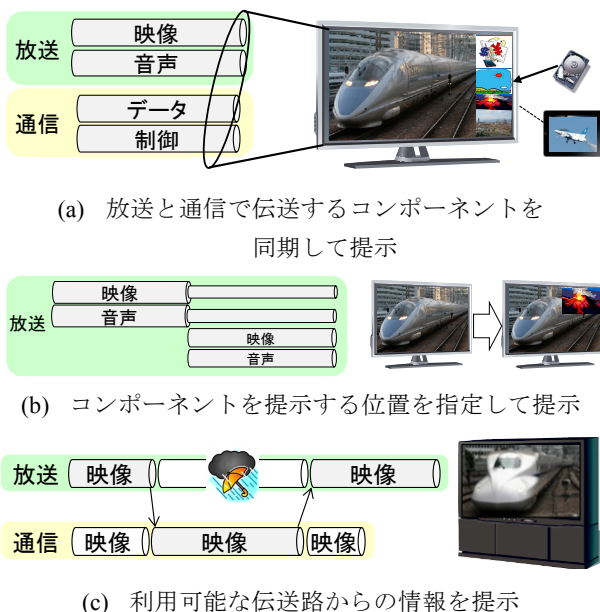 放送
映像
音声
通信
データ
制御
(a) 放送と通信で伝送するコンポーネントを
同期して提示
放送
映像
音声
映像
音声
(b) コンポーネントを提示する位置を指定して提示
放送 映像 映像
通信 映像 映像 映像
(c) 利用可能な伝送路からの情報を提示